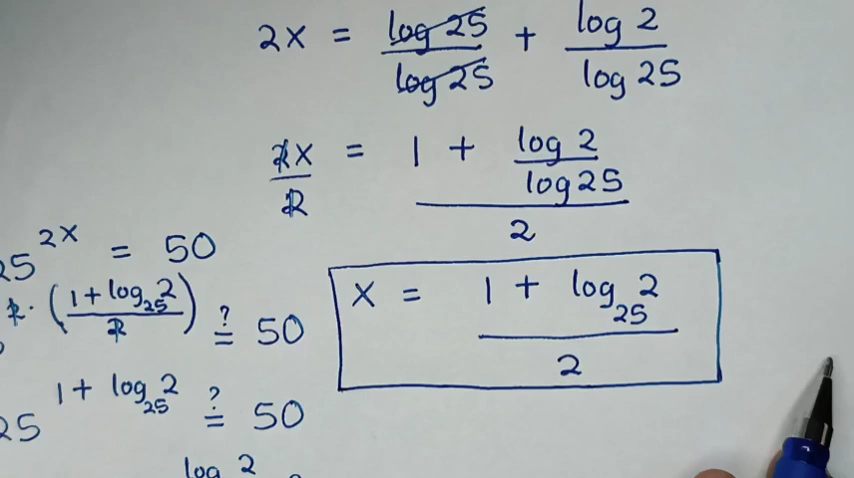 2x = log 25 / log 25 + log 2 / log 25
2x / 2 = (1 + log 2 / log 25) / 2
25^2x = 50
2·(1 + log_25 2 / 2) ≟ 50
x = (1 + log_25 2) / 2
25^(1 + log_25 2) ≟ 50
log 2